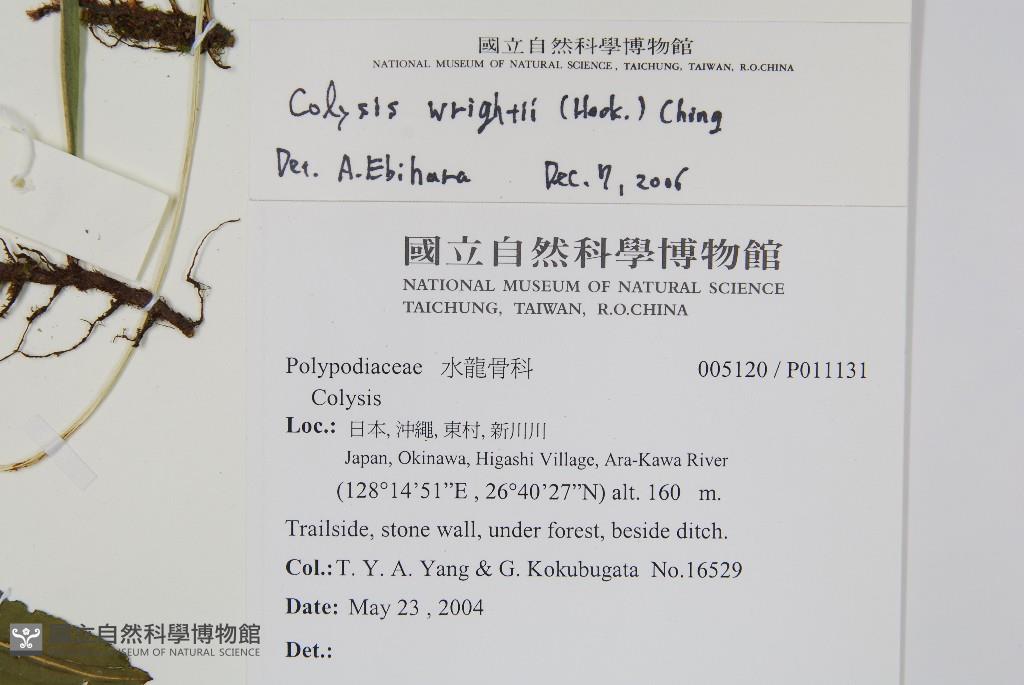 國立自然科學博物館
NATIONAL MUSEUM OF NATURAL SCIENCE, TAICHUNG, TAIWAN, R.O.CHINA
Colysis wrightii (Hook.) Ching
Det. A. Ebihara Dec. 7, 2006
國立自然科學博物館
NATIONAL MUSEUM OF NATURAL SCIENCE
TAICHUNG, TAIWAN, R.O.CHINA
Polypodiaceae 水龍骨科 005120 / P011131
Colysis
Loc.: 日本, 沖繩, 東村, 新川川
Japan, Okinawa, Higashi Village, Ara-Kawa River
(128°14’51”E , 26°40’27”N) alt. 160 m.
Trailside, stone wall, under forest, beside ditch.
Col.: T. Y. A. Yang & G. Kokubugata No.16529
Date: May 23 , 2004
Det.:
國立自然科學博物館
NATIONAL MUSEUM OF NATURAL SCIENCE